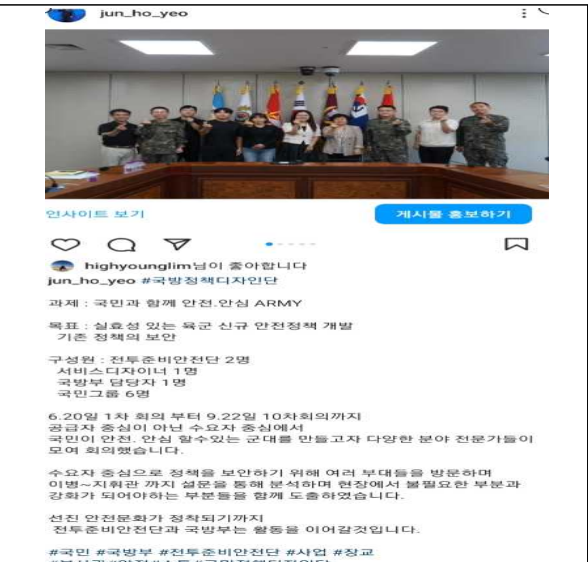 jun_ho_yeo
인사이트 보기
게시물 홍보하기
highyounglim님이 좋아합니다
jun_ho_yeo #국방정책디자인단
과제 : 국민과 함께 안전.안심 ARMY
목표 : 실효성 있는 육군 신규 안전정책 개발
기존 정책의 보안
구성원 : 전투준비안전단 2명
서비스디자이너 1명
국방부 담당자 1명
국민그룹 6명
6.20일 1차 회의 부터 9.22일 10차회의까지
공급자 중심이 아닌 수요자 중심에서
국민이 안전. 안심 할수있는 군대를 만들고자 다양한 분야 전문가들이
모여 회의했습니다.
수요자 중심으로 정책을 보안하기 위해 여러 부대들을 방문하며
이병~지휘관 까지 설문을 통해 분석하며 현장에서 불필요한 부분과
강화가 되어야하는 부분들을 함께 도출하였습니다.
선진 안전문화가 정착되기까지
전투준비안전단과 국방부는 활동을 이어갈것입니다.
#국민 #국방부 #전투준비안전단 #사업 #장교